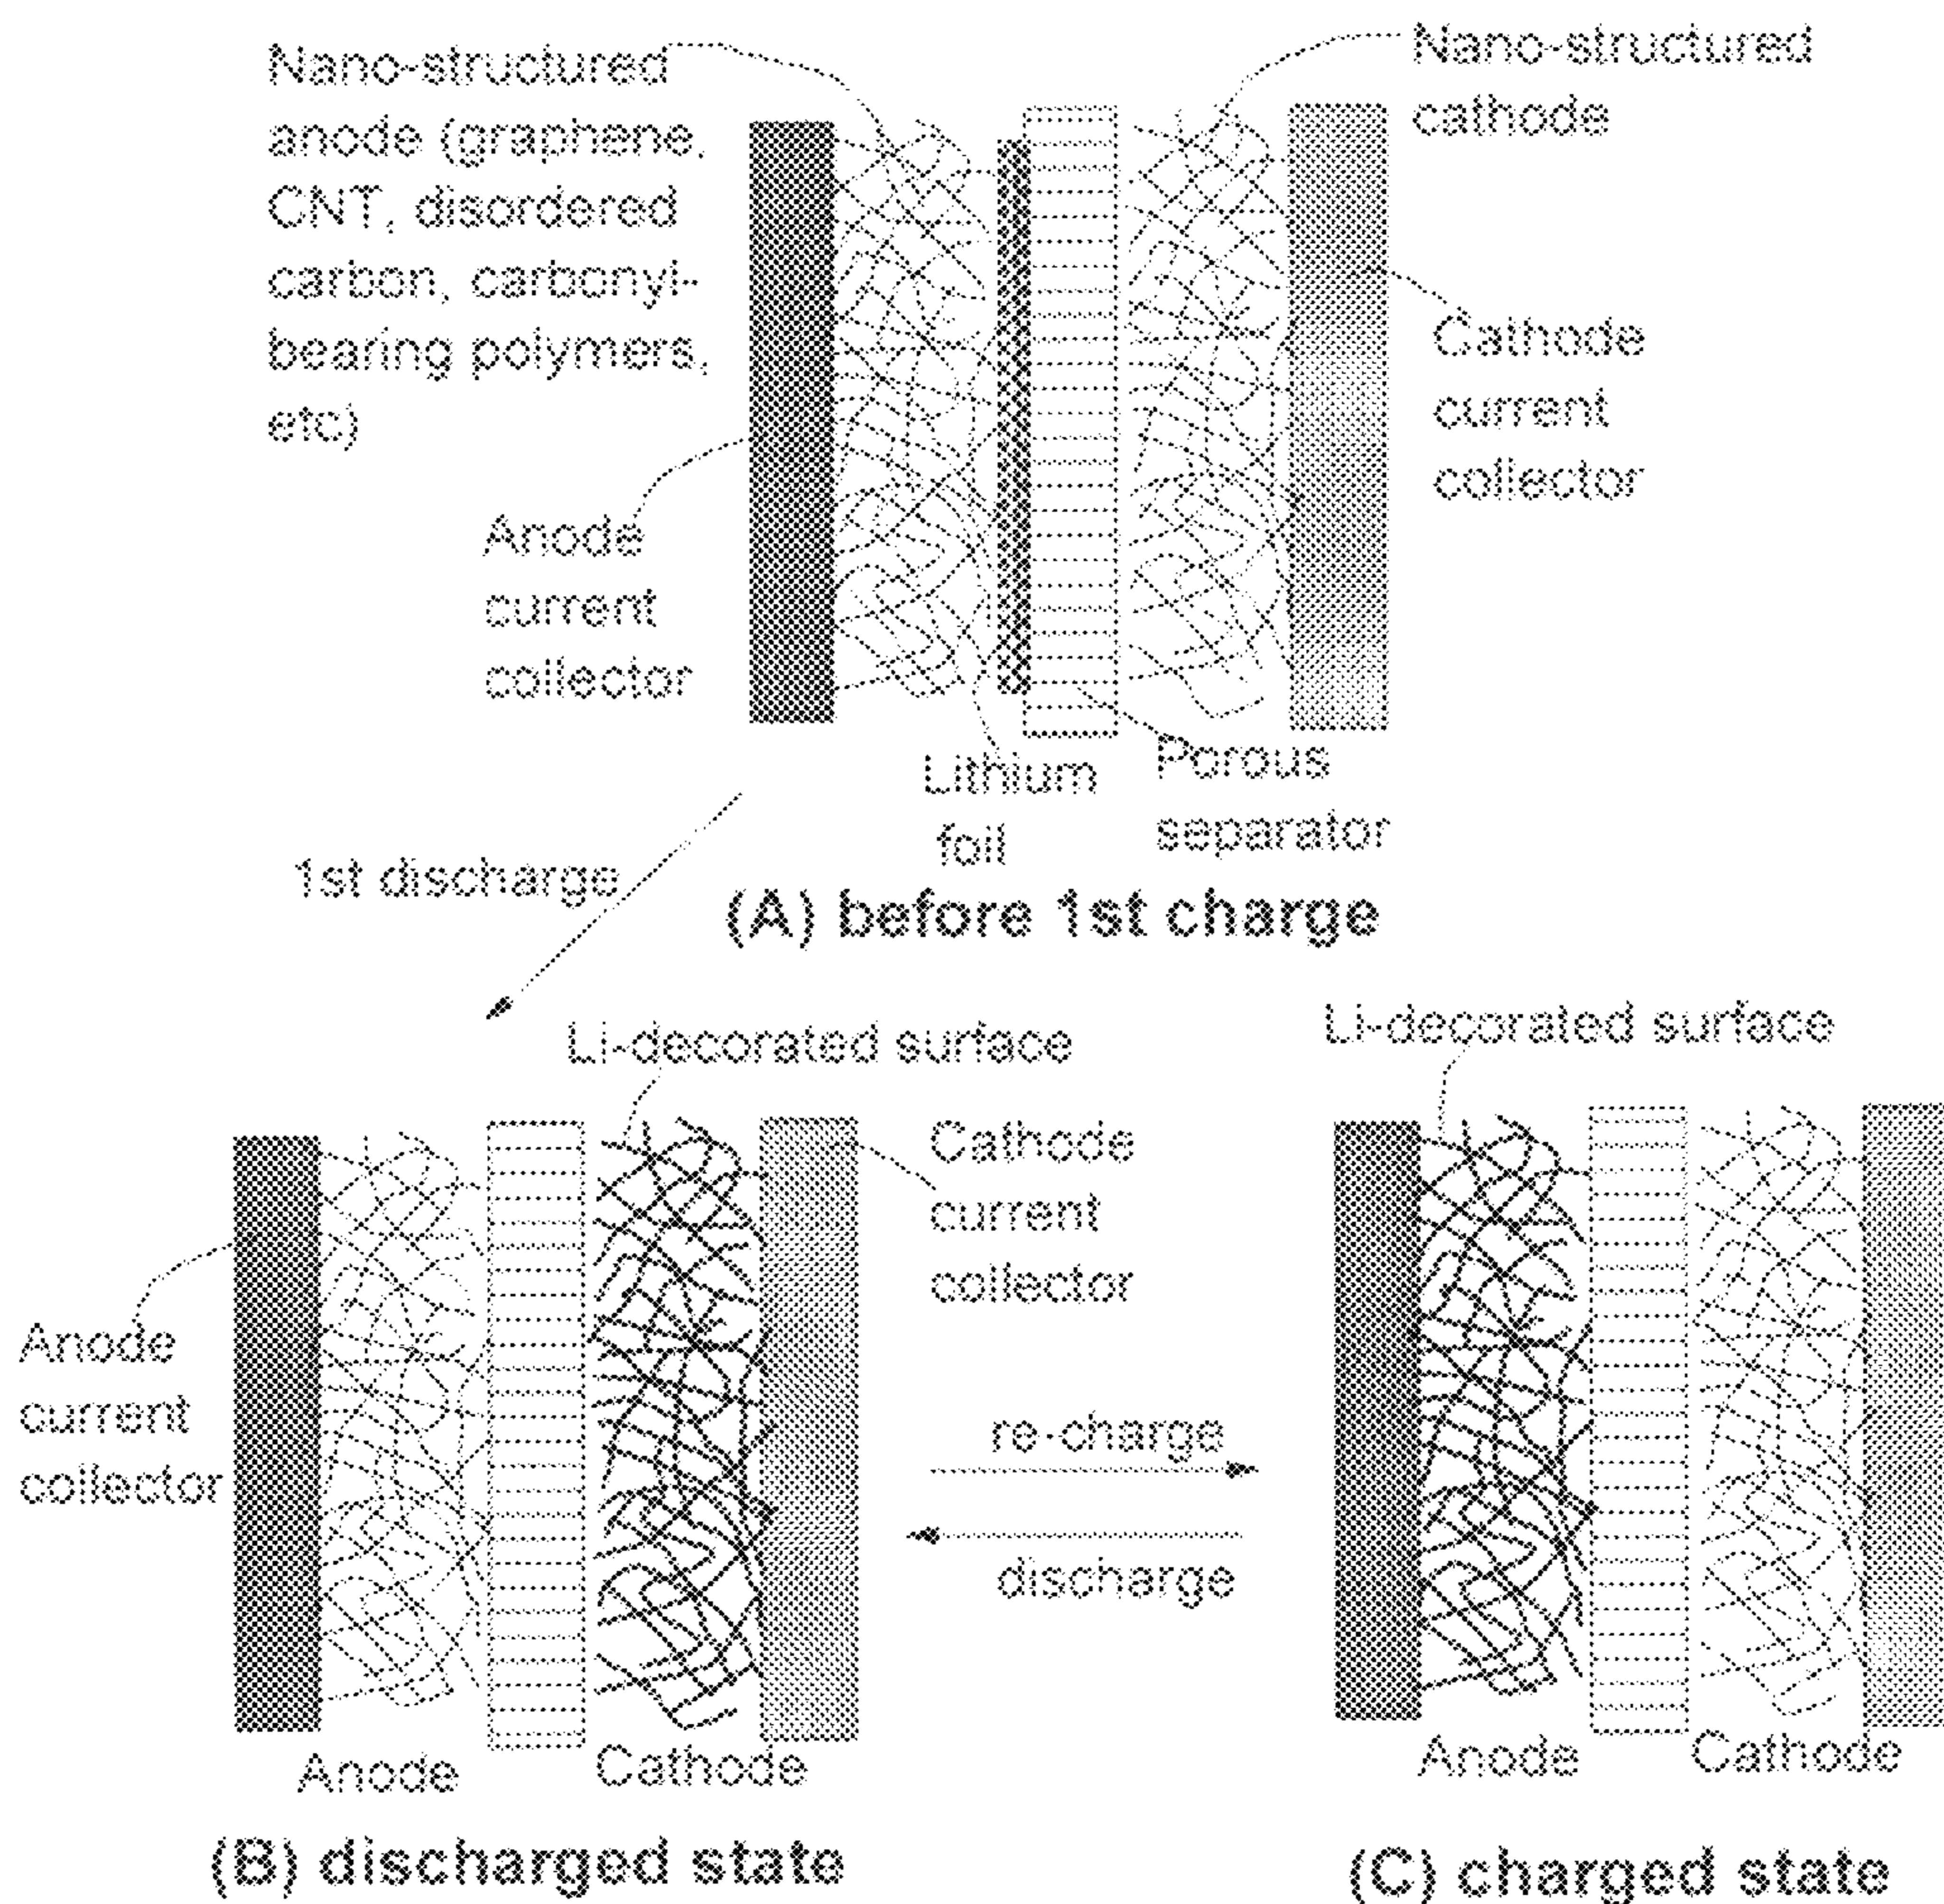 Nano-structured
anode (graphene,
CNT, disordered
carbon, carbonyl-
bearing polymers,
etc)
Nano-structured
cathode
Cathode
current
collector
Anode
current
collector
Lithium
foil
Porous
separator
1st discharge
(A) before 1st charge
Li-decorated surface
Li-decorated surface
Cathode
current
collector
Anode
current
collector
re-charge
discharge
Anode
Cathode
Anode
Cathode
(B) discharged state
(C) charged state